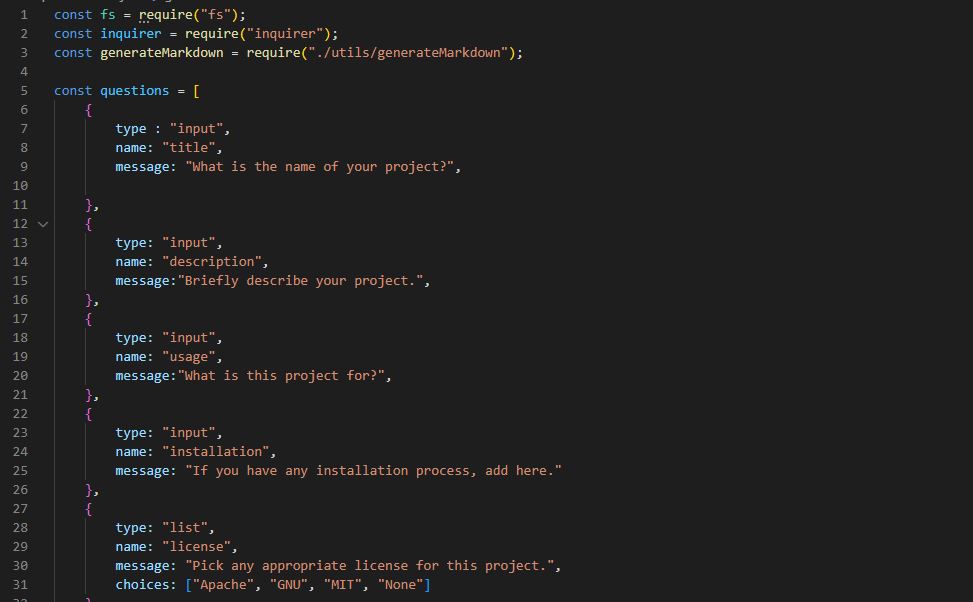 1 const fs = require("fs");
2 const inquirer = require("inquirer");
3 const generateMarkdown = require("./utils/generateMarkdown");
4
5 const questions = [
6 {
7 type : "input",
8 name: "title",
9 message: "What is the name of your project?",
10
11 },
12 {
13 type: "input",
14 name: "description",
15 message:"Briefly describe your project.",
16 },
17 {
18 type: "input",
19 name: "usage",
20 message:"What is this project for?",
21 },
22 {
23 type: "input",
24 name: "installation",
25 message: "If you have any installation process, add here."
26 },
27 {
28 type: "list",
29 name: "license",
30 message: "Pick any appropriate license for this project.",
31 choices: ["Apache", "GNU", "MIT", "None"]